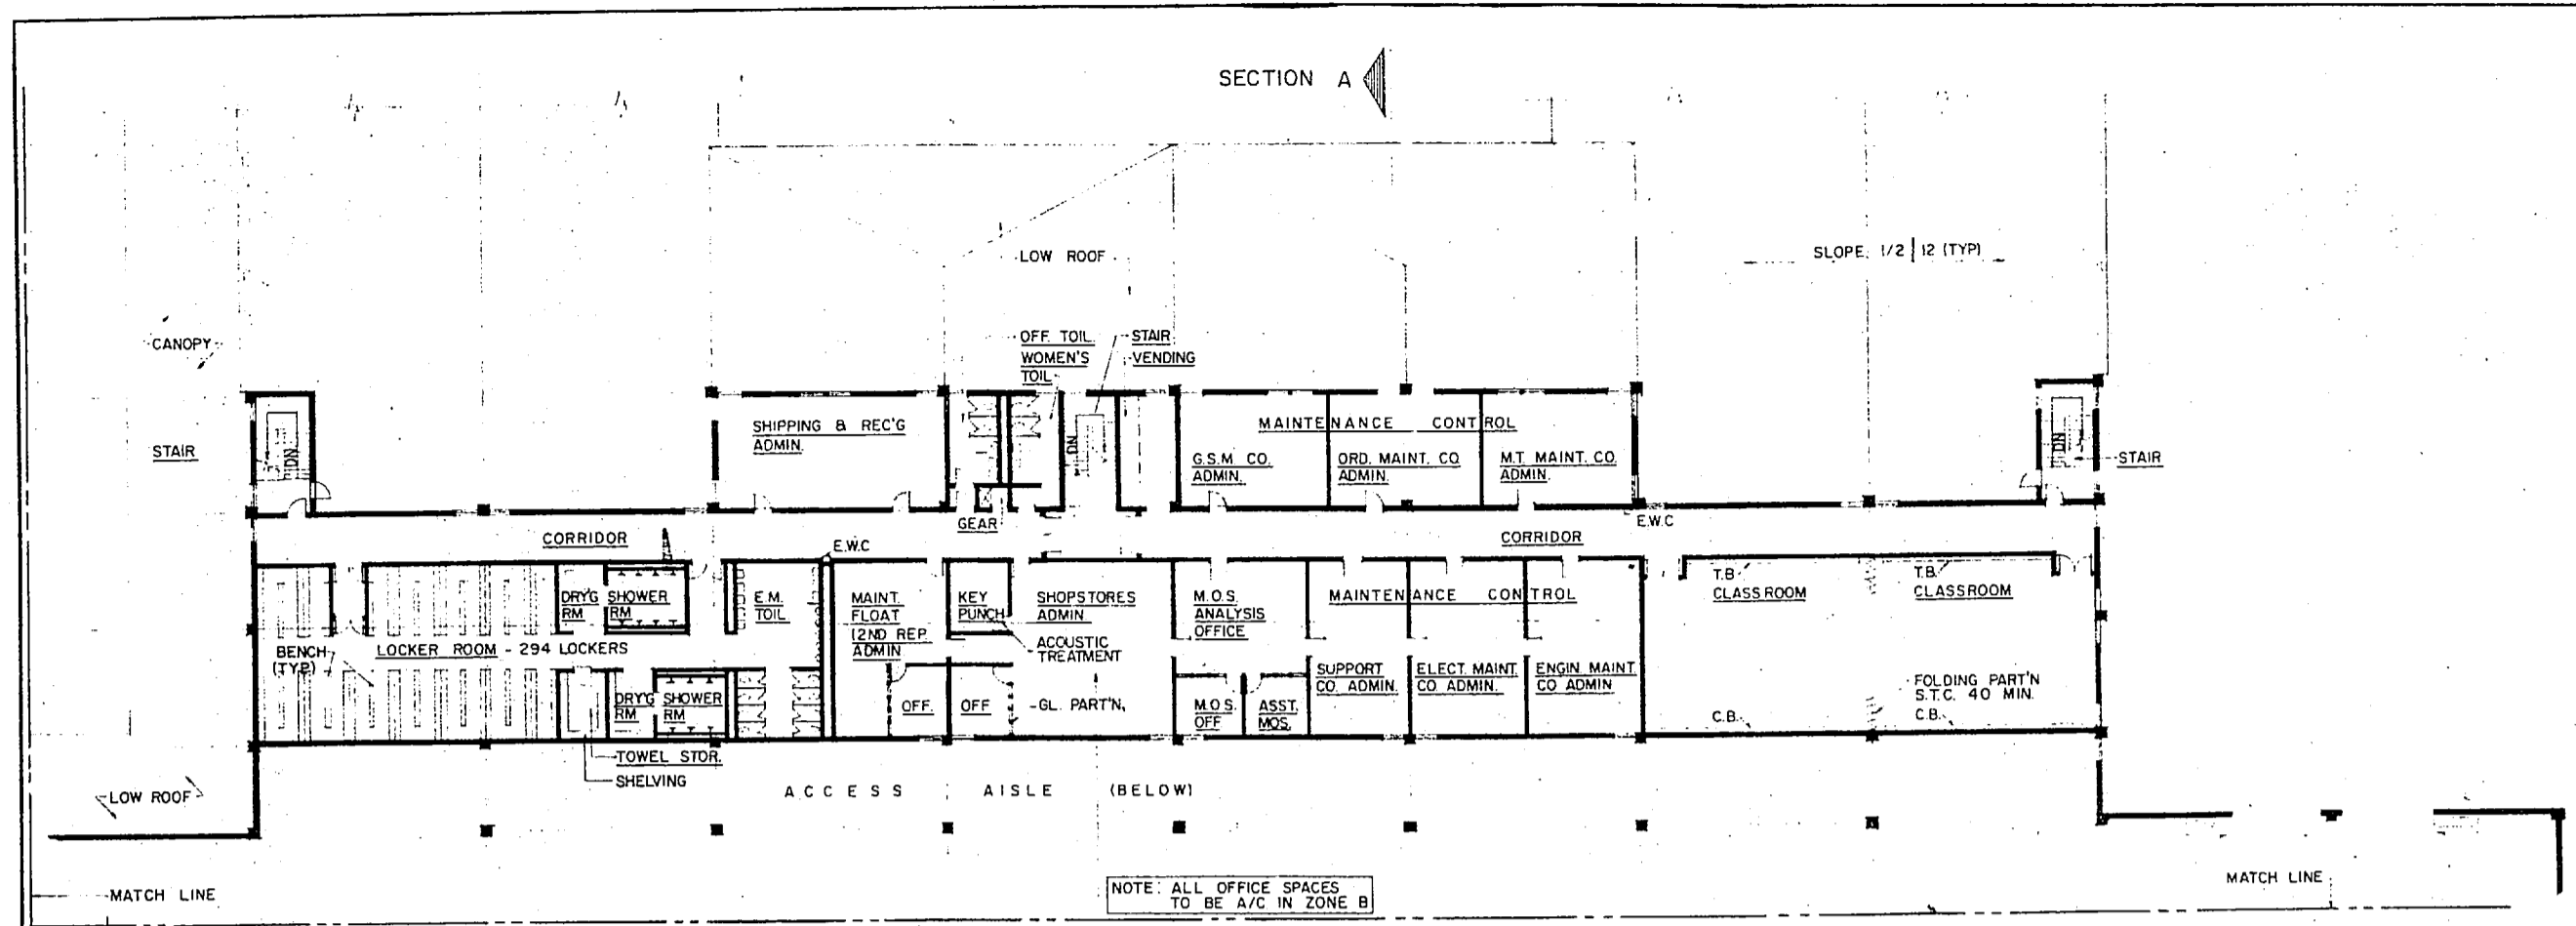 SECTION A
LOW ROOF
SLOPE 1/2 | 12 (TYP)
CANOPY
OFF. TOIL.
WOMEN'S
TOIL.
STAIR
VENDING
STAIR
DN
SHIPPING & REC'G
ADMIN.
DN
MAINTENANCE CONTROL
G.S.M. CO.
ADMIN.
ORD. MAINT. CO
ADMIN.
M.T. MAINT. CO.
ADMIN.
DN
STAIR
GEAR
E.W.C
CORRIDOR
E.W.C
CORRIDOR
DRY'G
RM
SHOWER
RM
E.M.
TOIL
MAINT.
FLOAT
(2ND REP.
ADMIN
KEY
PUNCH
SHOPSTORES
ADMIN
ACOUSTIC
TREATMENT
M.O.S.
ANALYSIS
OFFICE
MAINTENANCE CONTROL
T.B.
CLASSROOM
T.B.
CLASSROOM
BENCH
(TYP.)
LOCKER ROOM - 294 LOCKERS
DRY'G
RM
SHOWER
RM
OFF.
OFF
GL. PART'N,
M.O.S.
OFF
ASST.
MOS.
SUPPORT
CO. ADMIN.
ELECT. MAINT.
CO. ADMIN.
ENGIN. MAINT.
CO ADMIN
FOLDING PART'N
S.T.C. 40 MIN.
C.B.
C.B.
TOWEL STOR.
SHELVING
LOW ROOF
ACCESS AISLE (BELOW)
MATCH LINE
NOTE: ALL OFFICE SPACES
TO BE A/C IN ZONE B
MATCH LINE